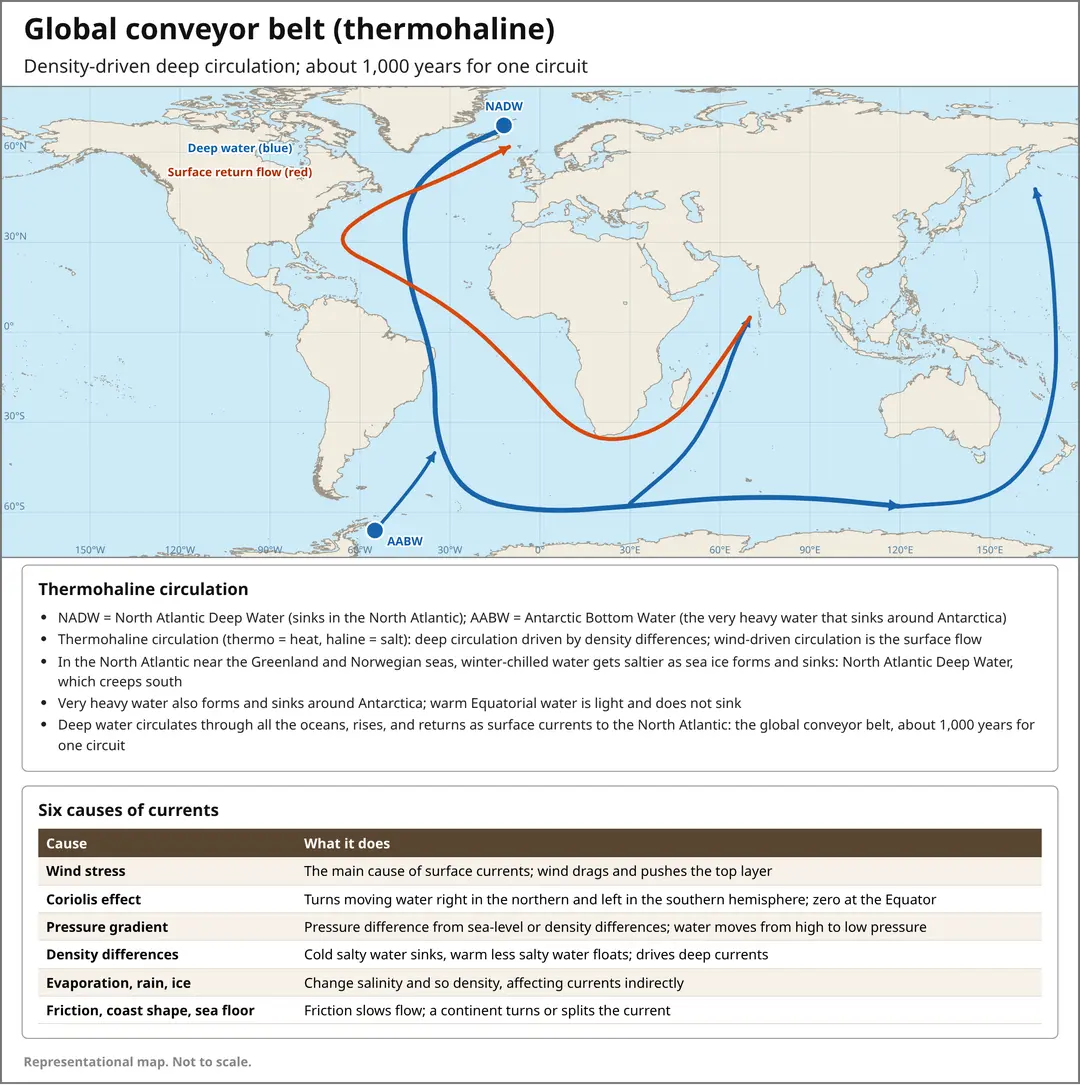 Global conveyor belt (thermohaline)
Density-driven deep circulation; about 1,000 years for one circuit
NADW
60°N
Deep water (blue)
Surface return flow (red)
30°N
0°
30°S
60°S
AABW
150°W
120°W
90°W
60°W
30°W
0°
30°E
60°E
90°E
120°E
150°E
Thermohaline circulation
• NADW = North Atlantic Deep Water (sinks in the North Atlantic); AABW = Antarctic Bottom Water (the very heavy water that sinks around Antarctica)
• Thermohaline circulation (thermo = heat, haline = salt): deep circulation driven by density differences; wind-driven circulation is the surface flow
• In the North Atlantic near the Greenland and Norwegian seas, winter-chilled water gets saltier as sea ice forms and sinks: North Atlantic Deep Water,
which creeps south
• Very heavy water also forms and sinks around Antarctica; warm Equatorial water is light and does not sink
• Deep water circulates through all the oceans, rises, and returns as surface currents to the North Atlantic: the global conveyor belt, about 1,000 years for
one circuit
Six causes of currents
Cause What it does
Wind stress The main cause of surface currents; wind drags and pushes the top layer
Coriolis effect Turns moving water right in the northern and left in the southern hemisphere; zero at the Equator
Pressure gradient Pressure difference from sea-level or density differences; water moves from high to low pressure
Density differences Cold salty water sinks, warm less salty water floats; drives deep currents
Evaporation, rain, ice Change salinity and so density, affecting currents indirectly
Friction, coast shape, sea floor Friction slows flow; a continent turns or splits the current
Representational map. Not to scale.